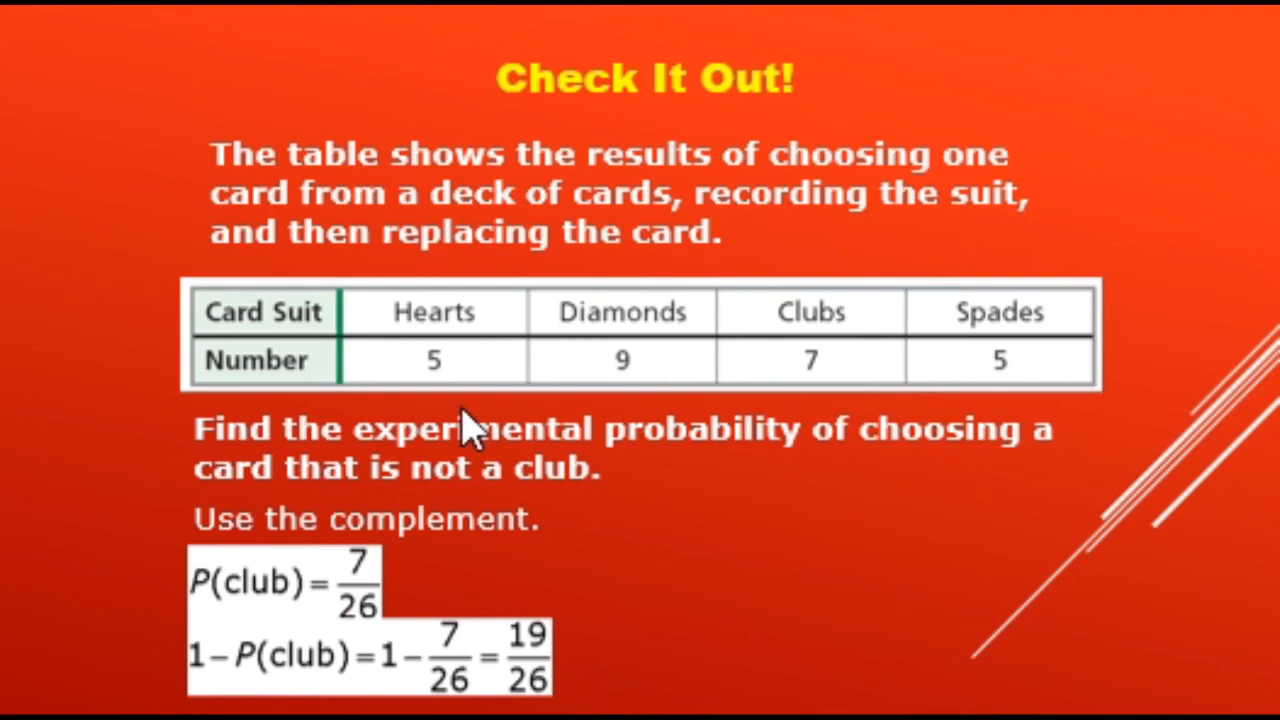 Check It Out!
The table shows the results of choosing one
card from a deck of cards, recording the suit,
and then replacing the card.
Card Suit Hearts Diamonds Clubs Spades
Number 5 9 7 5
Find the experimental probability of choosing a
card that is not a club.
Use the complement.
P(club) = 7/26
1 − P(club) = 1 − 7/26 = 19/26